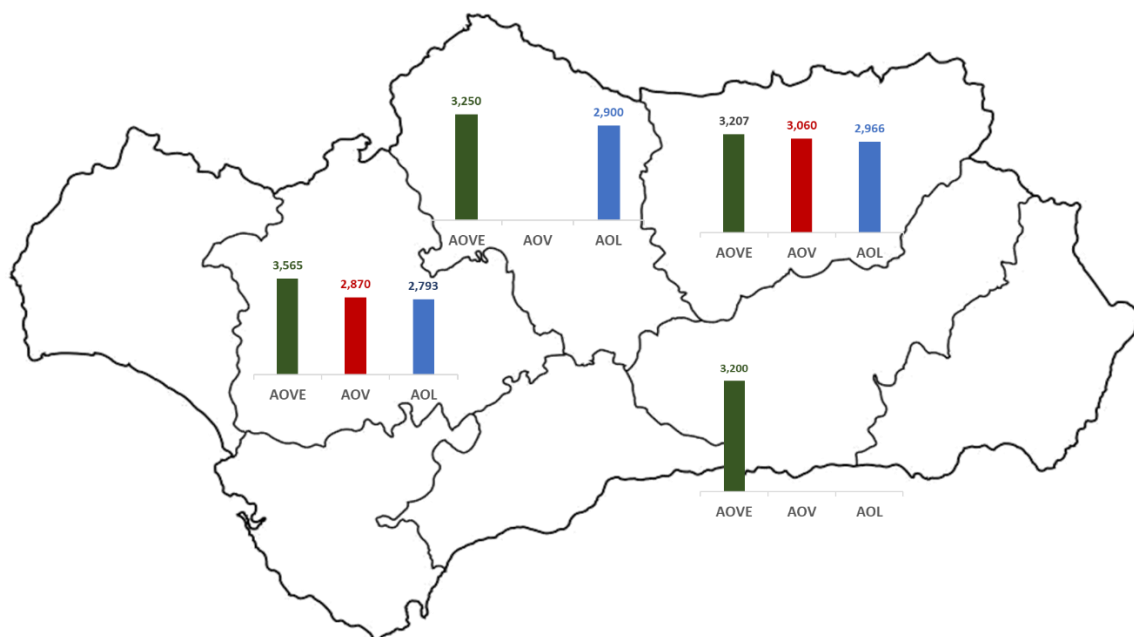 3,250
2,900
AOVE AOV AOL
3,207
3,060
2,966
AOVE AOV AOL
3,565
2,870
2,793
AOVE AOV AOL
3,200
AOVE AOV AOL